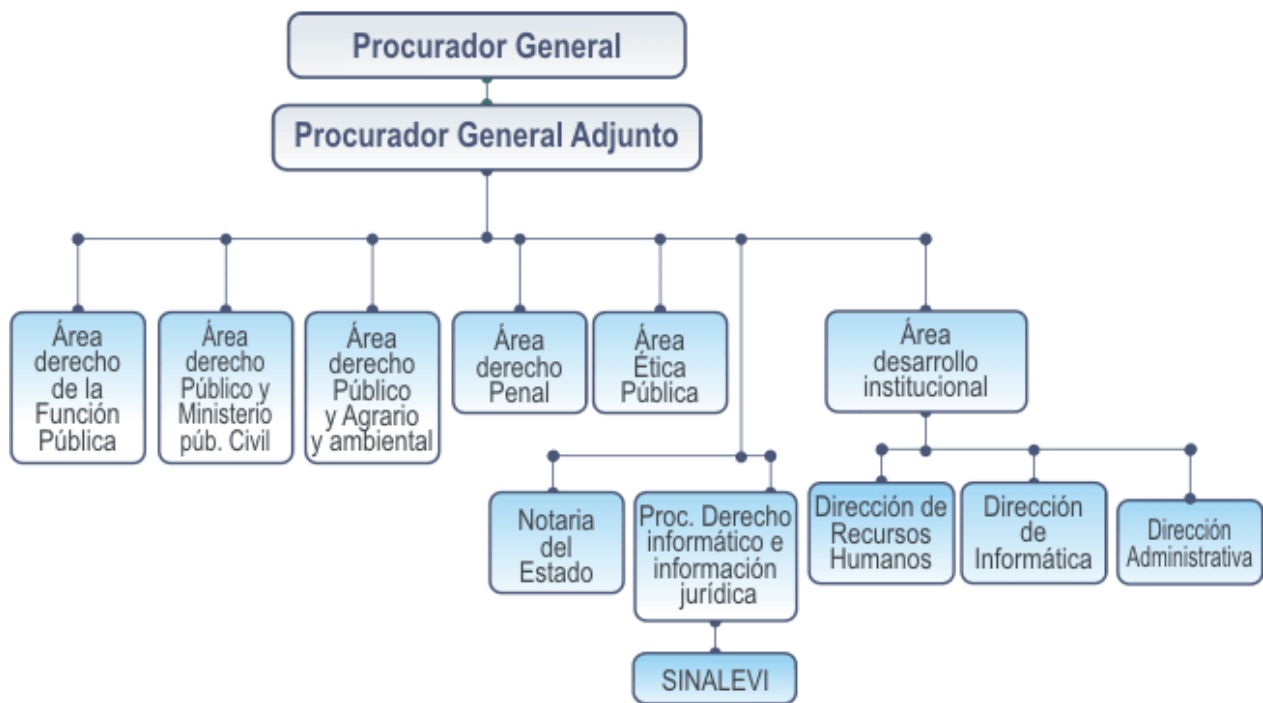 Procurador General
Procurador General Adjunto
Área
derecho
de la
Función
Pública
Área
derecho
Público y
Ministerio
púb. Civil
Área
derecho
Público
y Agrario
y ambiental
Área
derecho
Penal
Área
Ética
Pública
Área
desarrollo
institucional
Notaria
del
Estado
Proc. Derecho
informático e
información
jurídica
Dirección de
Recursos
Humanos
Dirección
de
Informática
Dirección
Administrativa
SINALEVI